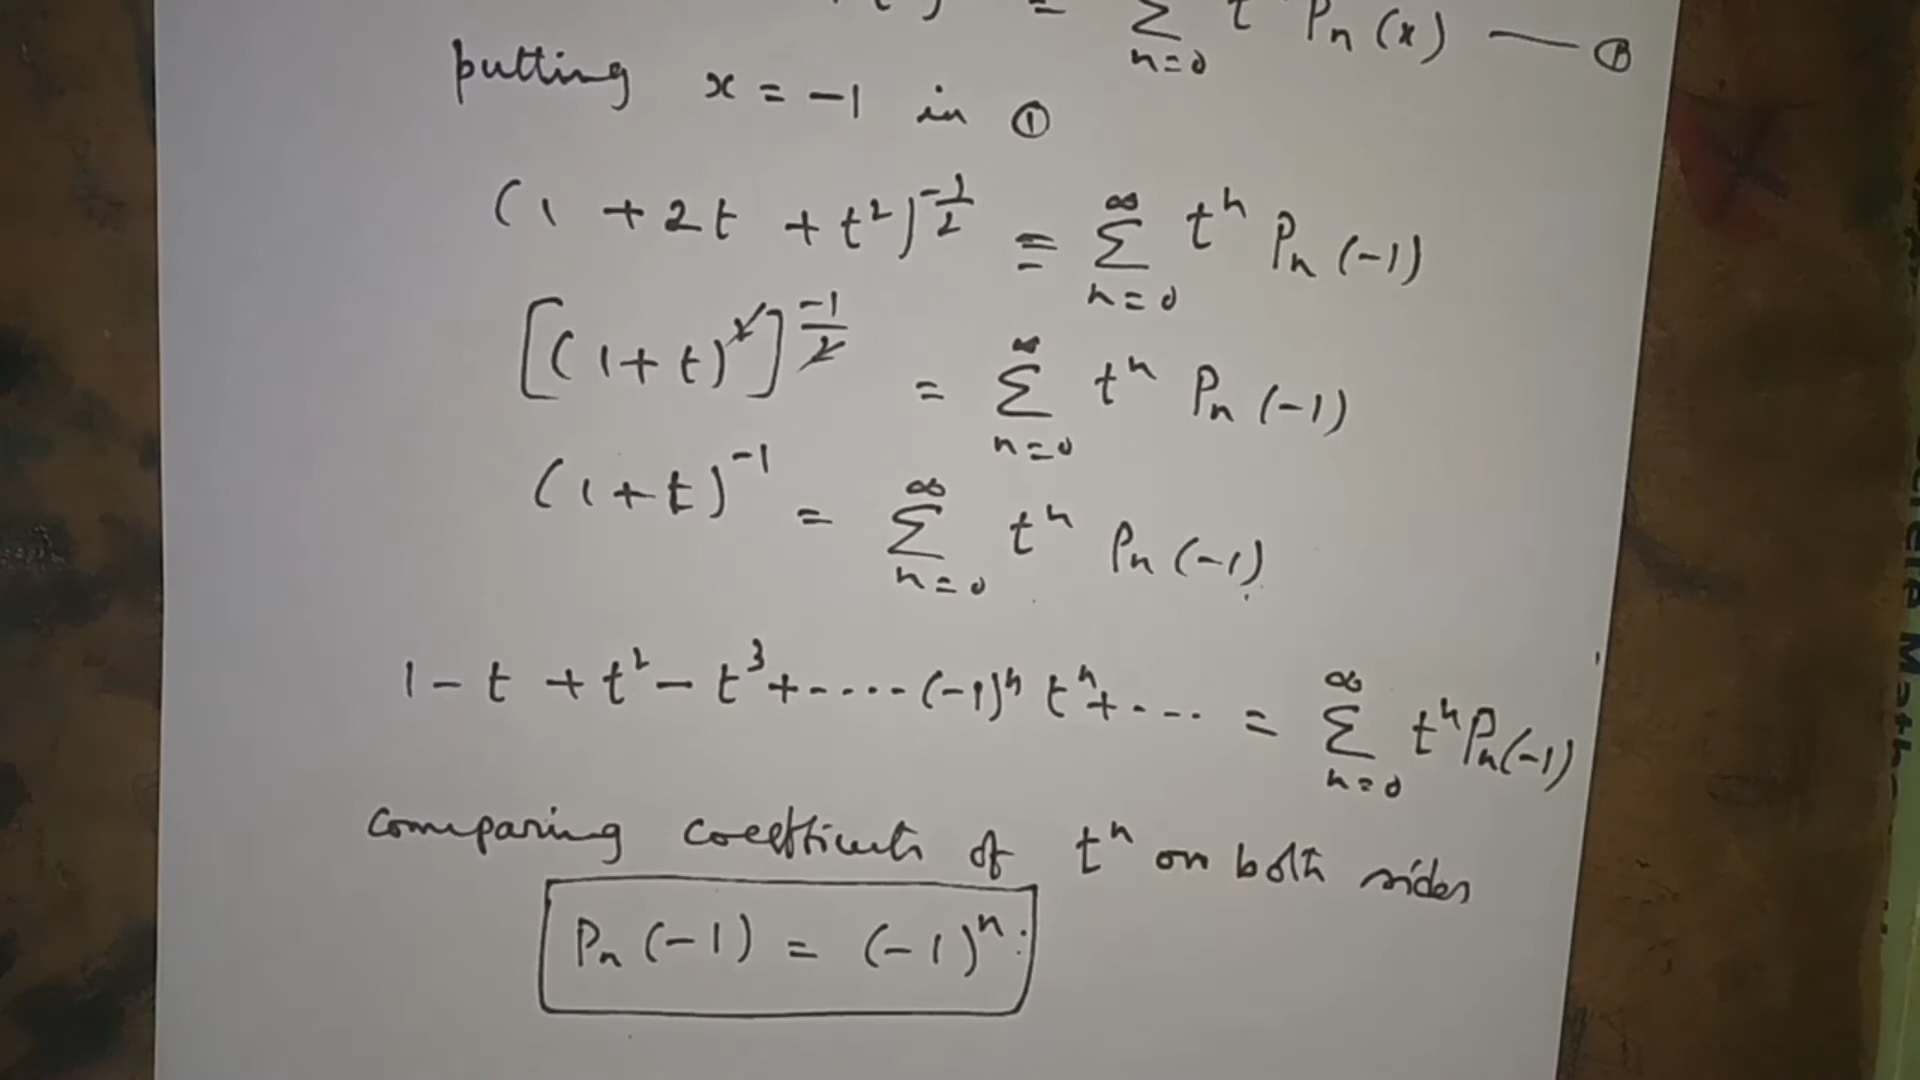 t) = Σ n=0 t Pn (x) — ①
putting x = -1 in ①
(1 + 2t + t²)^(-1/2) = Σ_{n=0}^{∞} tⁿ Pn (-1)
[(1+t)²]^(-1/2) = Σ_{n=0}^{∞} tⁿ Pn (-1)
(1+t)^(-1) = Σ_{n=0}^{∞} tⁿ Pn (-1)
1 - t + t² - t³ + ---- (-1)ⁿ tⁿ + --- = Σ_{n=0}^{∞} tⁿ Pn(-1)
comparing coefficients of tⁿ on both sides
Pn (-1) = (-1)ⁿ.